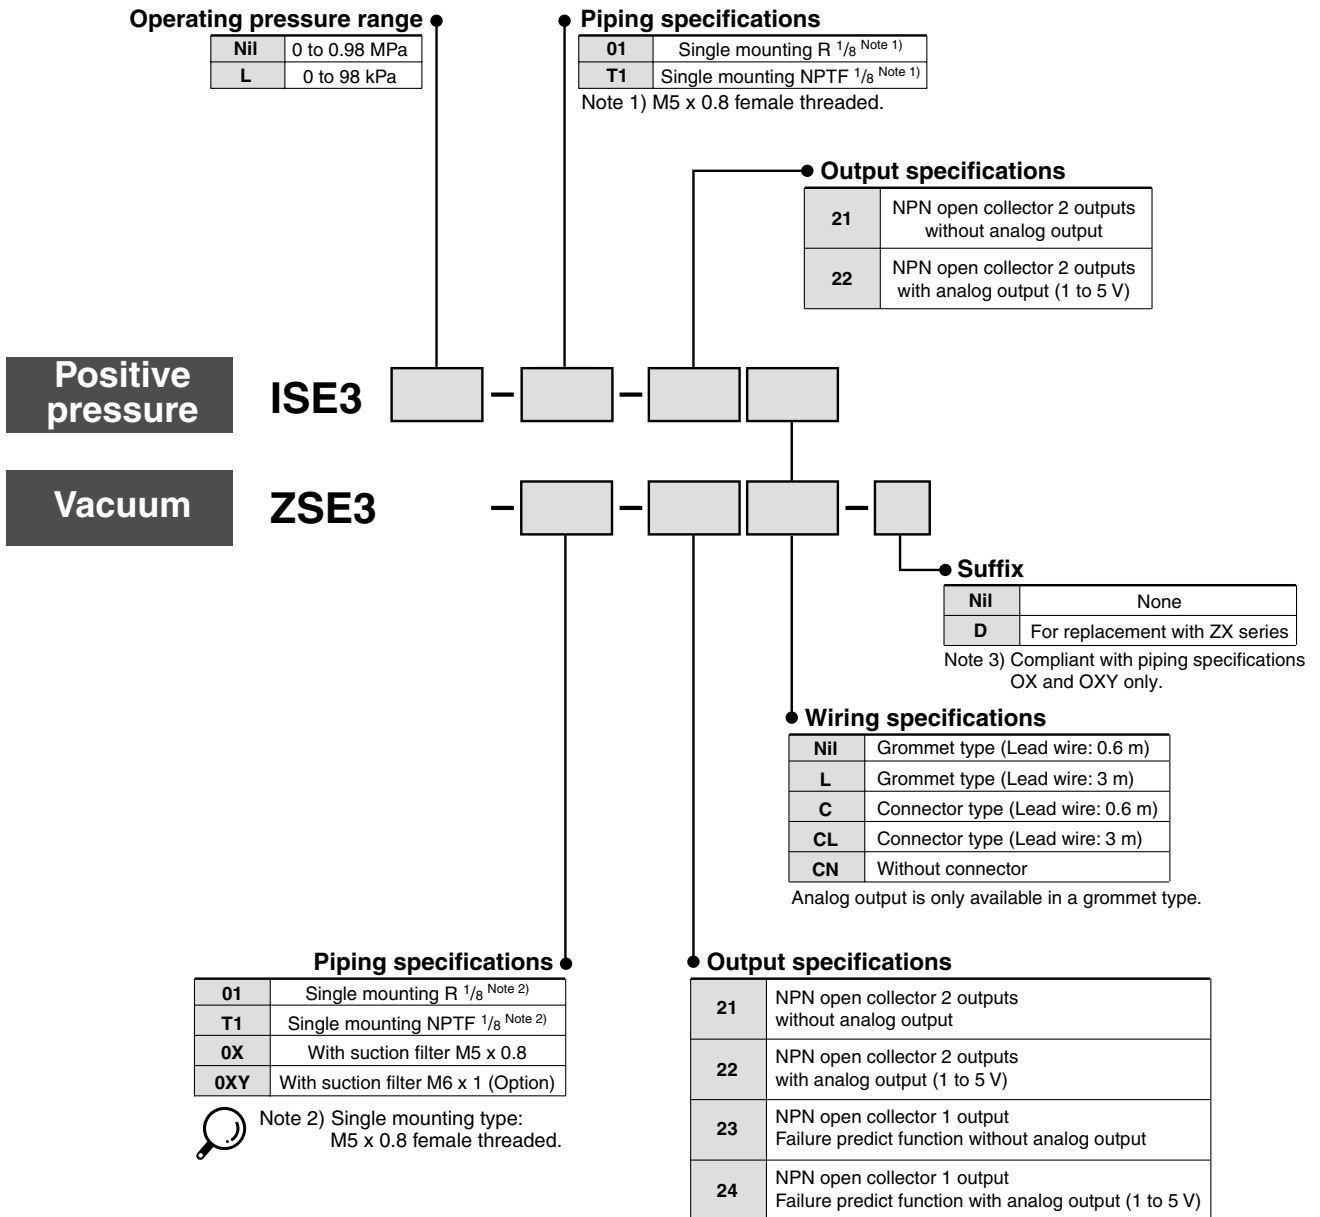 Operating pressure range
Nil 0 to 0.98 MPa
L 0 to 98 kPa
Piping specifications
01 Single mounting R 1/8 Note 1)
T1 Single mounting NPTF 1/8 Note 1)
Note 1) M5 x 0.8 female threaded.
Output specifications
21 NPN open collector 2 outputs
without analog output
22 NPN open collector 2 outputs
with analog output (1 to 5 V)
Positive
pressure
ISE3 – –
Vacuum
ZSE3 – – –
Suffix
Nil None
D For replacement with ZX series
Note 3) Compliant with piping specifications
OX and OXY only.
Wiring specifications
Nil Grommet type (Lead wire: 0.6 m)
L Grommet type (Lead wire: 3 m)
C Connector type (Lead wire: 0.6 m)
CL Connector type (Lead wire: 3 m)
CN Without connector
Analog output is only available in a grommet type.
Piping specifications
01 Single mounting R 1/8 Note 2)
T1 Single mounting NPTF 1/8 Note 2)
0X With suction filter M5 x 0.8
0XY With suction filter M6 x 1 (Option)
Note 2) Single mounting type:
M5 x 0.8 female threaded.
Output specifications
21 NPN open collector 2 outputs
without analog output
22 NPN open collector 2 outputs
with analog output (1 to 5 V)
23 NPN open collector 1 output
Failure predict function without analog output
24 NPN open collector 1 output
Failure predict function with analog output (1 to 5 V)